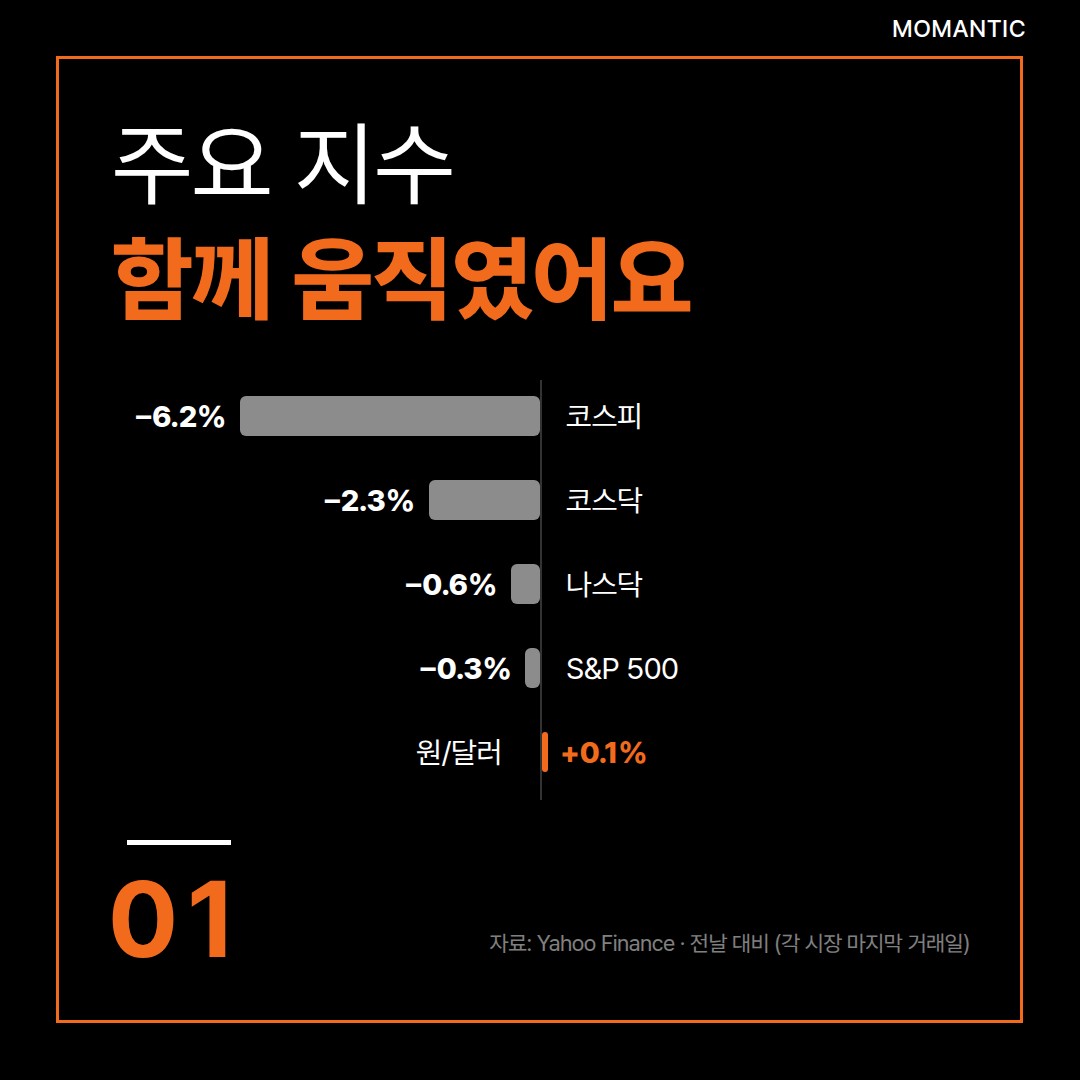 MOMANTIC
주요 지수
함께 움직였어요
−6.2% 코스피
−2.3% 코스닥
−0.6% 나스닥
−0.3% S&P 500
원/달러 +0.1%
01
자료: Yahoo Finance · 전날 대비 (각 시장 마지막 거래일)